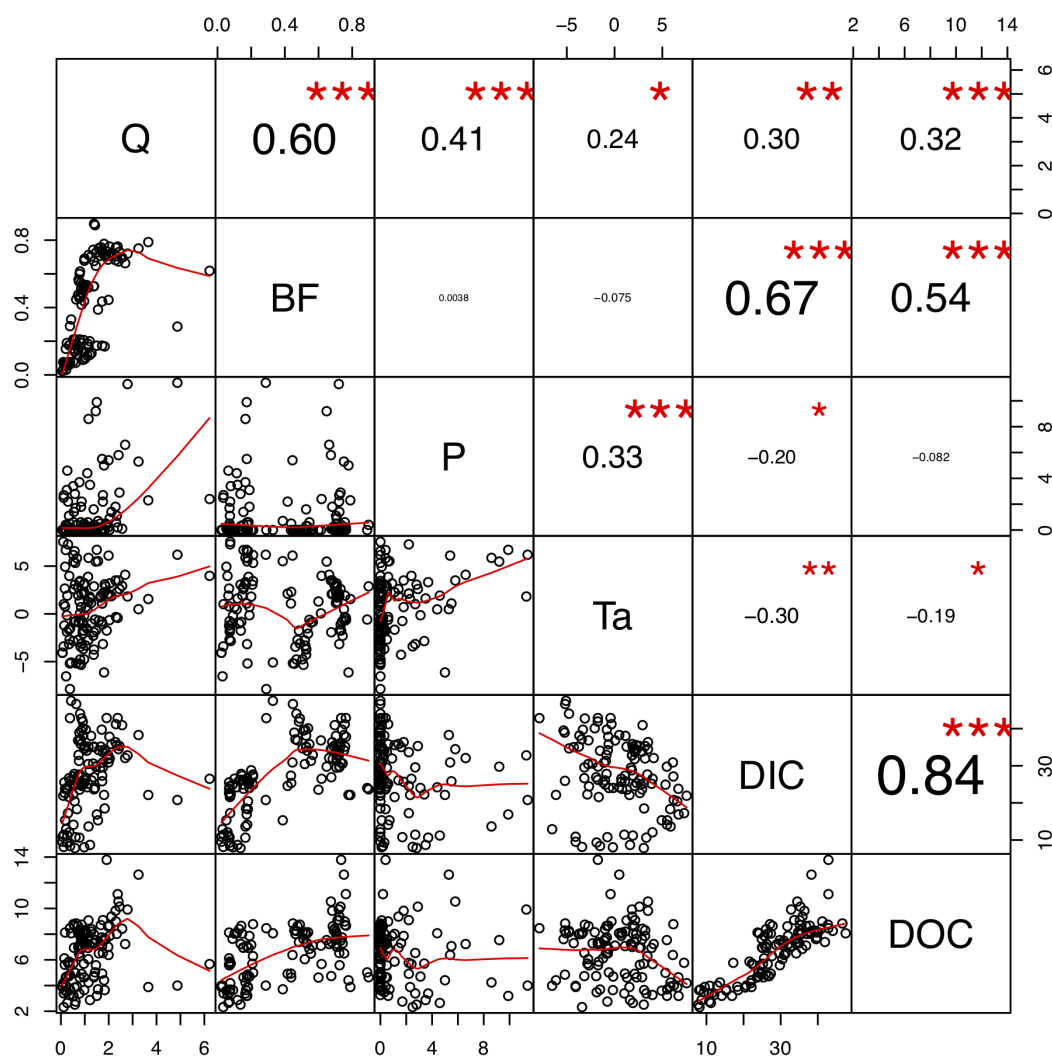 0.0 0.4 0.8 −5 0 5 2 6 10 14
*** *** * ** ***
Q 0.60 0.41 0.24 0.30 0.32
0 2 4 6
*** ***
BF 0.0038 −0.075 0.67 0.54
0.0 0.4 0.8
*** *
P 0.33 −0.20 −0.082
0 4 8
** *
Ta −0.30 −0.19
−5 0 5
***
DIC 0.84
10 30
DOC
2 6 10 14
0 2 4 6 0 4 8 10 30